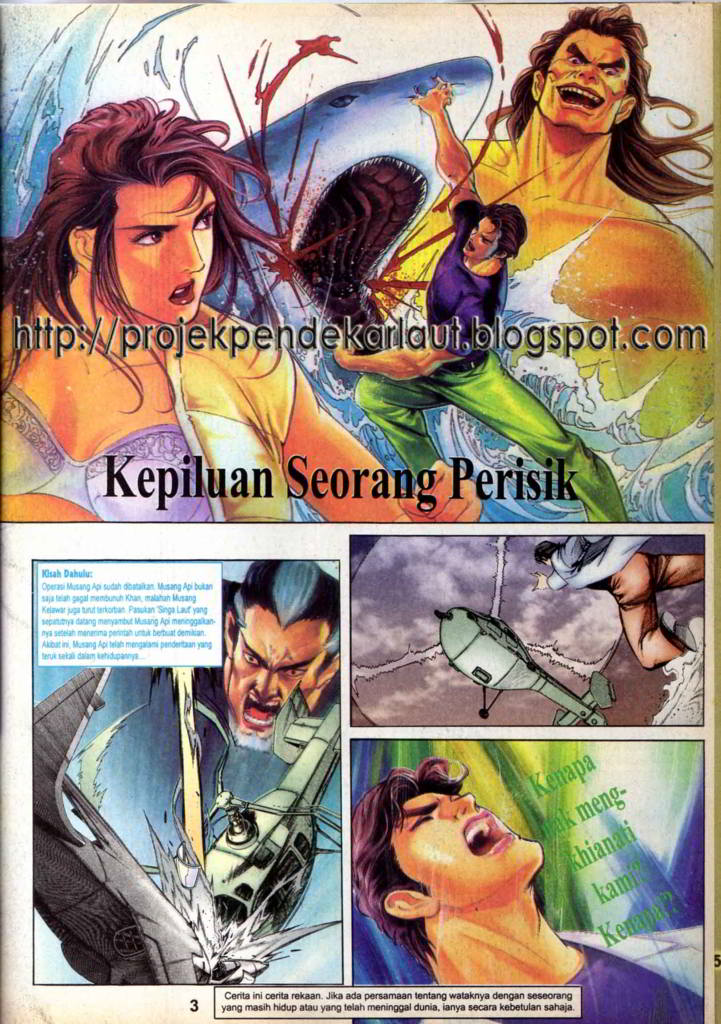 http://projekpendekarlaut.blogspot.com
Kepiluan Seorang Perisik
Kisah Dahulu:
Operasi Musang Api sudah dibatalkan. Musang Api bukan
saja telah gagal membunuh Khan, malahan Musang
Kelawar juga turut terkorban. Pasukan 'Singa Laut' yang
sepatutnya datang menyambut Musang Api meninggalkan-
nya setelah menerima perintah untuk berbuat demikian.
Akibat ini, Musang Api telah mengalami penderitaan yang
teruk sekali dalam kehidupannya....
Kenapa
meng-
khianati
kami?
Kenapa?
5
3
Cerita ini cerita rekaan. Jika ada persamaan tentang wataknya dengan seseorang
yang masih hidup atau yang telah meninggal dunia, ianya secara kebetulan sahaja.